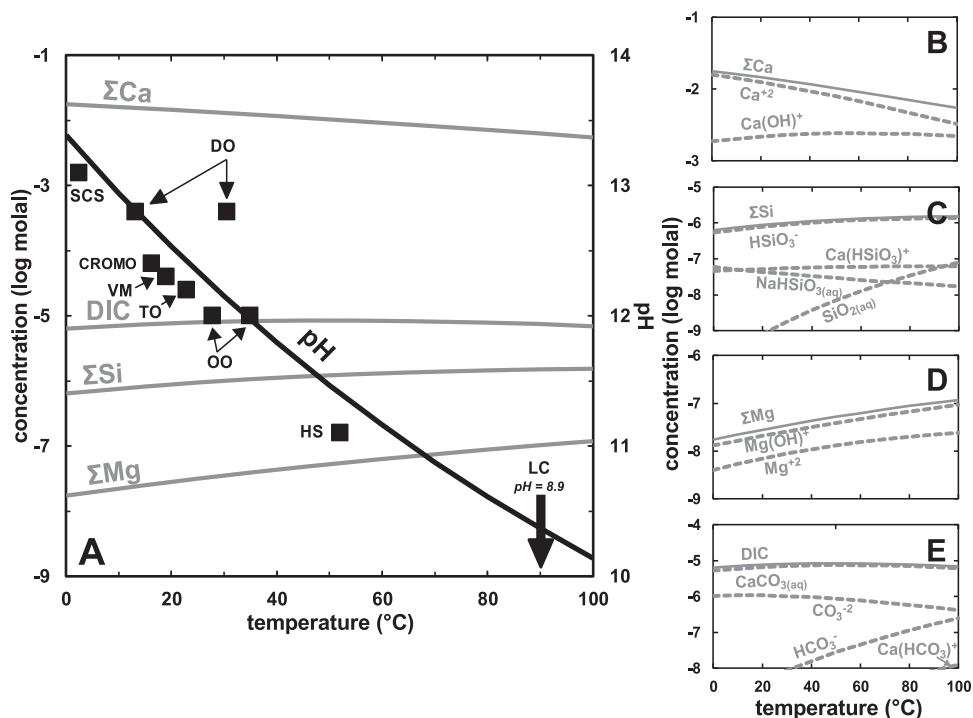 A
concentration (log molal)
-1
-3
-5
-7
-9
14
13
12
11
10
pH
ΣCa
DO
SCS
CROMO
VM
TO
DIC
OO
pH
ΣSi
HS
ΣMg
LC
pH = 8.9
0 20 40 60 80 100
temperature (°C)
concentration (log molal)
B
-1
-2
-3
ΣCa
Ca+2
Ca(OH)+
C
-5
-6
-7
-8
-9
ΣSi
HSiO3-
Ca(HSiO3)+
NaHSiO3(aq)
SiO2(aq)
D
-6
-7
-8
-9
ΣMg
Mg(OH)+
Mg+2
E
-4
-5
-6
-7
-8
DIC
CaCO3(aq)
CO3-2
HCO3-
Ca(HCO3)+
0 20 40 60 80 100
temperature (°C)